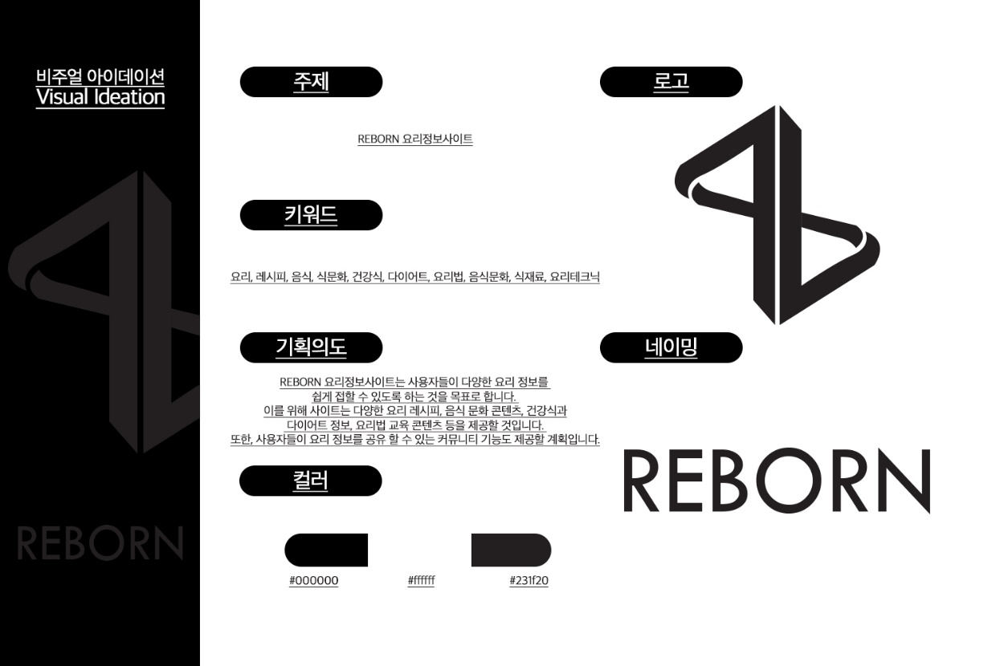 비주얼 아이데이션
Visual Ideation
REBORN
주제
REBORN 요리정보사이트
키워드
요리, 레시피, 음식, 식문화, 건강식, 다이어트, 요리법, 음식문화, 식재료, 요리테크닉
기획의도
REBORN 요리정보사이트는 사용자들이 다양한 요리 정보를
쉽게 접할 수 있도록 하는 것을 목표로 합니다.
이를 위해 사이트는 다양한 요리 레시피, 음식 문화 콘텐츠, 건강식과
다이어트 정보, 요리법 교육 콘텐츠 등을 제공할 것입니다.
또한, 사용자들이 요리 정보를 공유 할 수 있는 커뮤니티 기능도 제공할 계획입니다.
컬러
#000000
#ffffff
#231f20
로고
네이밍
REBORN